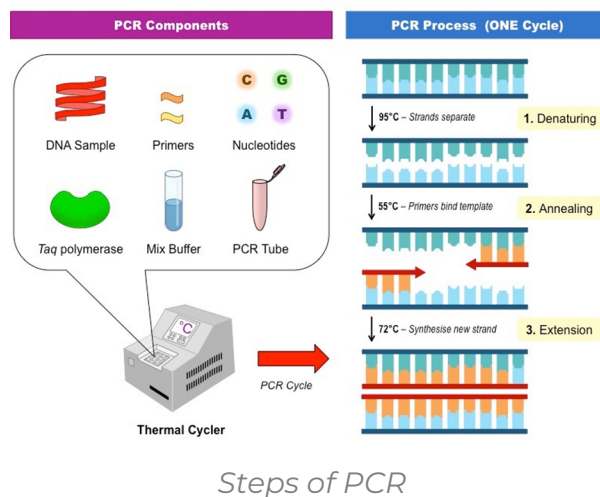 PCR Components
C
G
A
T
DNA Sample
Primers
Nucleotides
Taq polymerase
Mix Buffer
PCR Tube
°C
PCR Cycle
Thermal Cycler
PCR Process (ONE Cycle)
95°C – Strands separate
1. Denaturing
55°C – Primers bind template
2. Annealing
72°C – Synthesise new strand
3. Extension
Steps of PCR